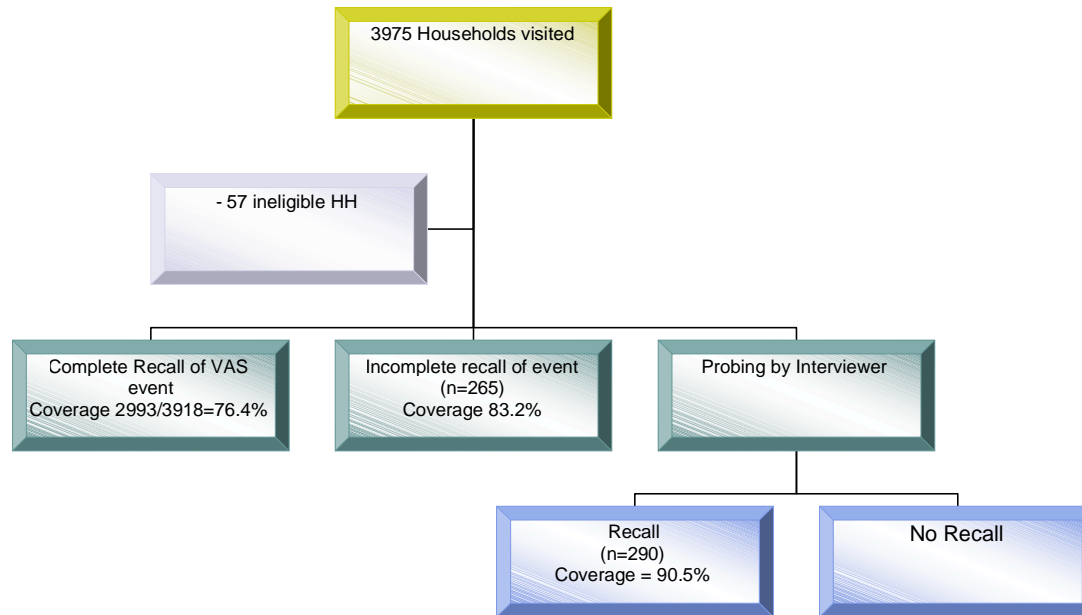 3975 Households visited
- 57 ineligible HH
Complete Recall of VAS
event
Coverage 2993/3918=76.4%
Incomplete recall of event
(n=265)
Coverage 83.2%
Probing by Interviewer
Recall
(n=290)
Coverage = 90.5%
No Recall